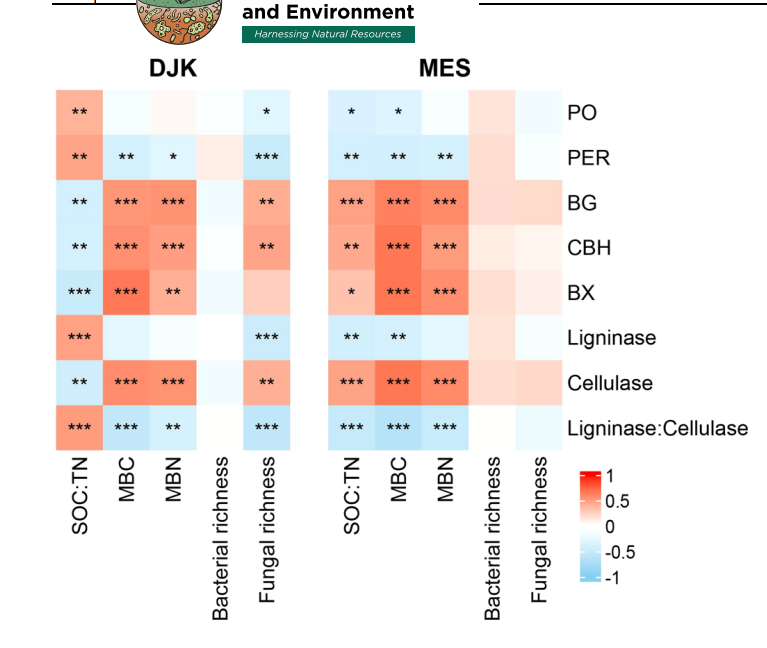 and Environment
Harnessing Natural Resources
DJK MES
** * * * PO
** ** * *** ** ** ** PER
** *** *** ** *** *** *** BG
** *** *** ** ** *** *** CBH
*** *** ** * *** *** BX
*** *** ** ** Ligninase
** *** *** ** *** *** *** Cellulase
*** *** ** *** *** *** *** Ligninase:Cellulase
SOC:TN
MBC
MBN
Bacterial richness
Fungal richness
SOC:TN
MBC
MBN
Bacterial richness
Fungal richness
1
0.5
0
-0.5
-1